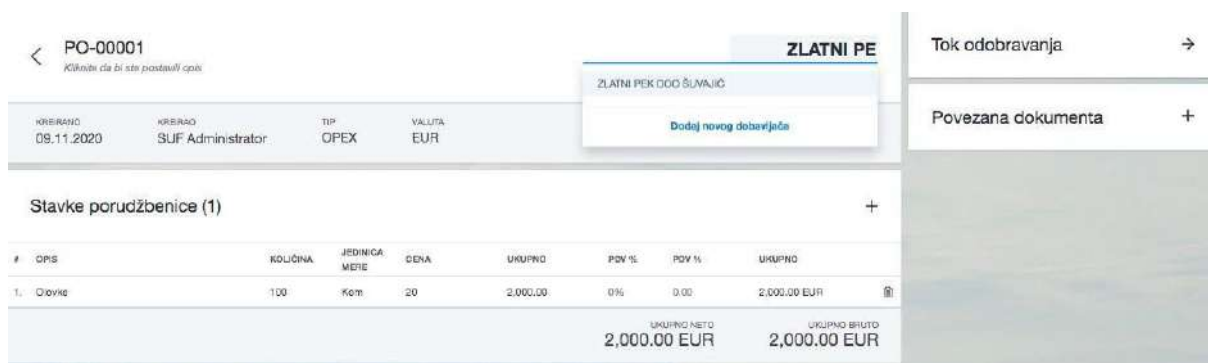 PO-00001
Kliknite da bi ste postavili opis
ZLATNI PE
ZLATNI PEK DOO ŠUVAJIĆ
Dodaj novog dobavljača
KREIRANO KREIRAO TIP VALUTA
09.11.2020 SUF Administrator OPEX EUR
Tok odobravanja
Povezana dokumenta
Stavke porudžbenice (1)
# OPIS KOLIČINA JEDINICA MERE CENA UKUPNO PDV % PDV % UKUPNO
1. Olovke 100 Kom 20 2,000.00 0% 0.00 2,000.00 EUR
UKUPNO NETO UKUPNO BRUTO
2,000.00 EUR 2,000.00 EUR